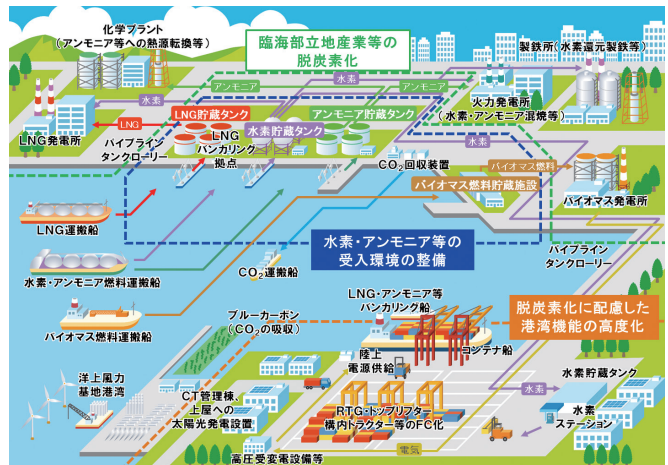 化学プラント
(アンモニア等への熱源転換等)
臨海部立地産業等の
脱炭素化
製鉄所(水素還元製鉄等)
アンモニア
アンモニア
水素
LNG
LNG発電所
パイプライン
タンクローリー
LNG貯蔵タンク
水素貯蔵タンク
アンモニア貯蔵タンク
LNG
バンカリング
拠点
火力発電所
(水素・アンモニア混焼等)
水素
CO2回収装置
バイオマス燃料
バイオマス燃料貯蔵施設
バイオマス発電所
LNG運搬船
水素・アンモニア燃料運搬船
バイオマス燃料運搬船
CO2運搬船
水素・アンモニア等の
受入環境の整備
パイプライン
タンクローリー
ブルーカーボン
(CO2の吸収)
LNG・アンモニア等
バンカリング船
コンテナ船
脱炭素化に配慮した
港湾機能の高度化
洋上風力
基地港湾
CT管理棟、
上屋への
太陽光発電設置
陸上
電源供給
RTG・トップリフター
構内トラクター等のFC化
水素
水素貯蔵タンク
水素
ステーション
電気
高圧受変電設備等